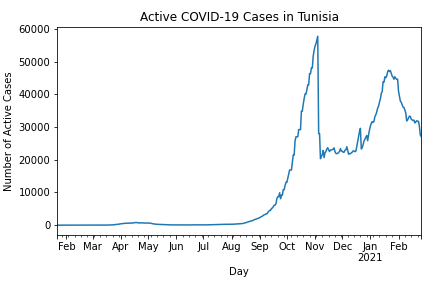 Active COVID-19 Cases in Tunisia
Number of Active Cases
60000
50000
40000
30000
20000
10000
0
Feb Mar Apr May Jun Jul Aug Sep Oct Nov Dec Jan Feb
2021
Day